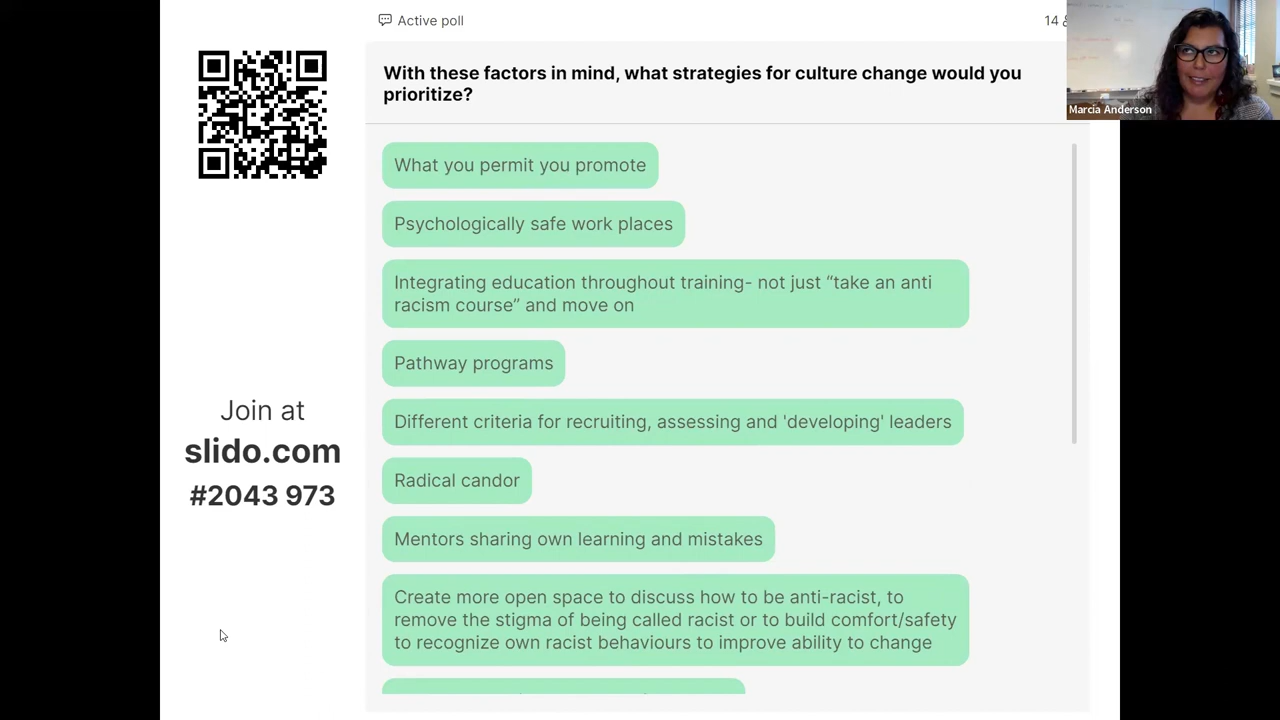 Active poll
14
With these factors in mind, what strategies for culture change would you
prioritize?
Marcia Anderson
What you permit you promote
Psychologically safe work places
Integrating education throughout training- not just “take an anti
racism course” and move on
Pathway programs
Different criteria for recruiting, assessing and 'developing' leaders
Radical candor
Mentors sharing own learning and mistakes
Create more open space to discuss how to be anti-racist, to
remove the stigma of being called racist or to build comfort/safety
to recognize own racist behaviours to improve ability to change
Join at
slido.com
#2043 973